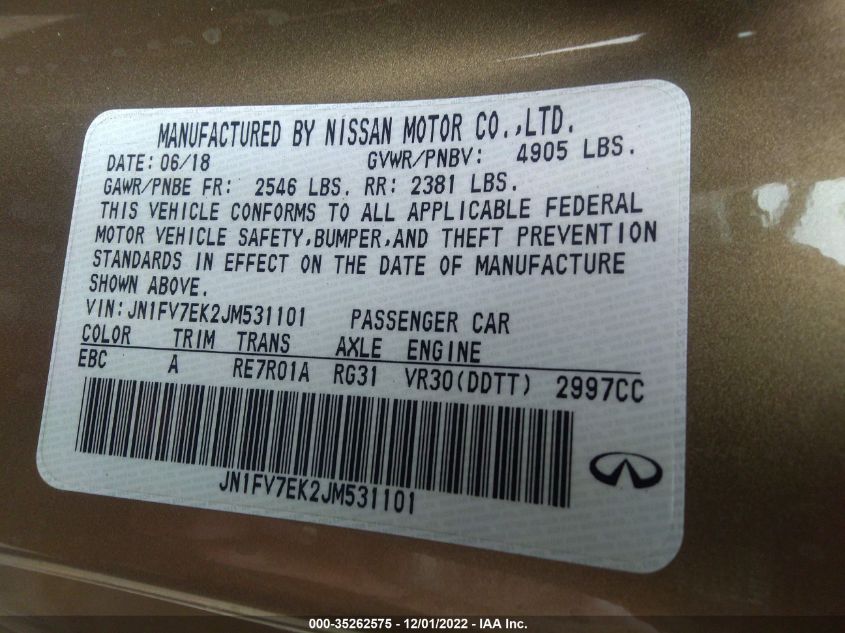 MANUFACTURED BY NISSAN MOTOR CO.,LTD.
DATE: 06/18 GVWR/PNBV: 4905 LBS.
GAWR/PNBE FR: 2546 LBS. RR: 2381 LBS.
THIS VEHICLE CONFORMS TO ALL APPLICABLE FEDERAL
MOTOR VEHICLE SAFETY,BUMPER,AND THEFT PREVENTION
STANDARDS IN EFFECT ON THE DATE OF MANUFACTURE
SHOWN ABOVE.
VIN:JN1FV7EK2JM531101 PASSENGER CAR
COLOR TRIM TRANS AXLE ENGINE
EBC A RE7R01A RG31 VR30(DDTT) 2997CC
JN1FV7EK2JM531101
000-35262575 - 12/01/2022 - IAA Inc.